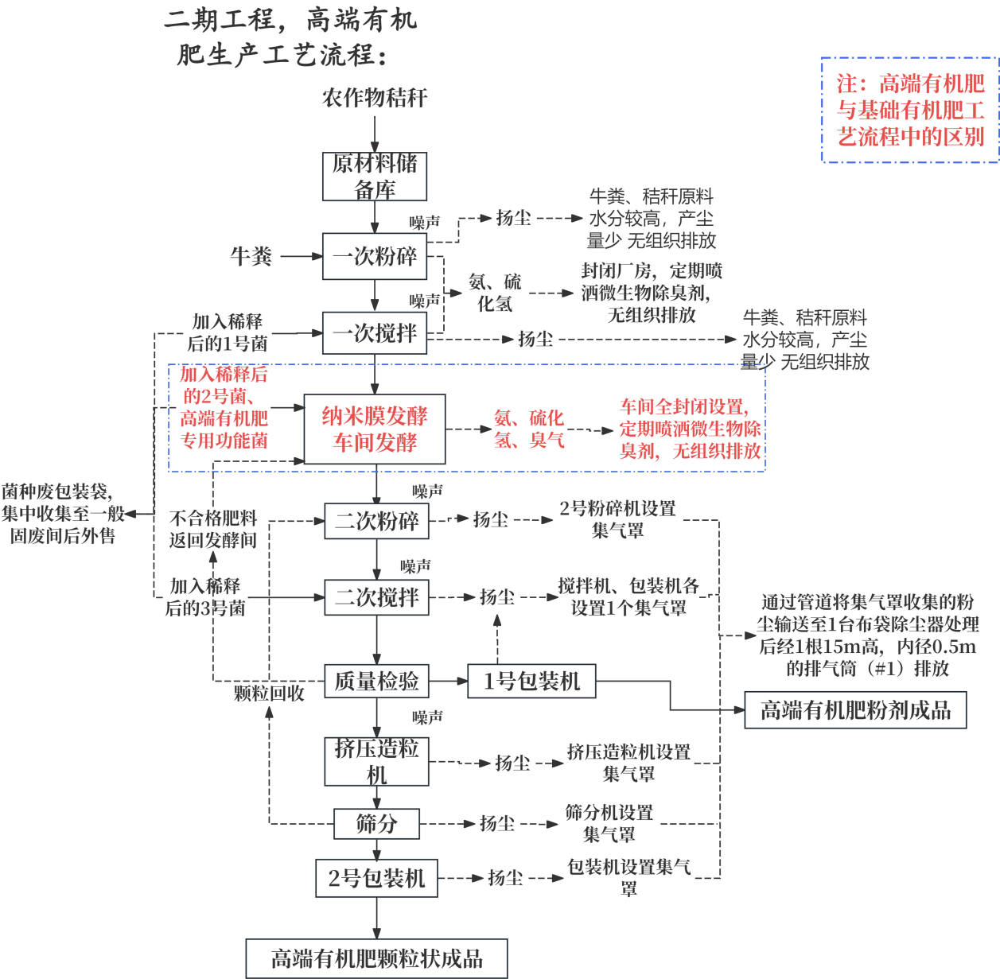 二期工程，高端有机
肥生产工艺流程：
注：高端有机肥
与基础有机肥工
艺流程中的区别
农作物秸秆
原材料储
备库
噪声
扬尘
牛粪、秸秆原料
水分较高，产尘
量少 无组织排放
牛粪
一次粉碎
氨、硫
化氢
封闭厂房，定期喷
洒微生物除臭剂，
无组织排放
噪声
加入稀释
后的1号菌
一次搅拌
扬尘
牛粪、秸秆原料
水分较高，产尘
量少 无组织排放
加入稀释后
的2号菌、
高端有机肥
专用功能菌
纳米膜发酵
车间发酵
氨、硫化
氢、臭气
车间全封闭设置，
定期喷洒微生物除
臭剂，无组织排放
菌种废包装袋，
集中收集至一般
固废间后外售
不合格肥料
返回发酵间
噪声
二次粉碎
扬尘
2号粉碎机设置
集气罩
噪声
加入稀释
后的3号菌
二次搅拌
扬尘
搅拌机、包装机各
设置1个集气罩
通过管道将集气罩收集的粉
尘输送至1台布袋除尘器处理
后经1根15m高，内径0.5m
的排气筒（#1）排放
质量检验
1号包装机
颗粒回收
高端有机肥粉剂成品
噪声
挤压造粒
机
扬尘
挤压造粒机设置
集气罩
筛分
扬尘
筛分机设置
集气罩
2号包装机
扬尘
包装机设置集气
罩
高端有机肥颗粒状成品